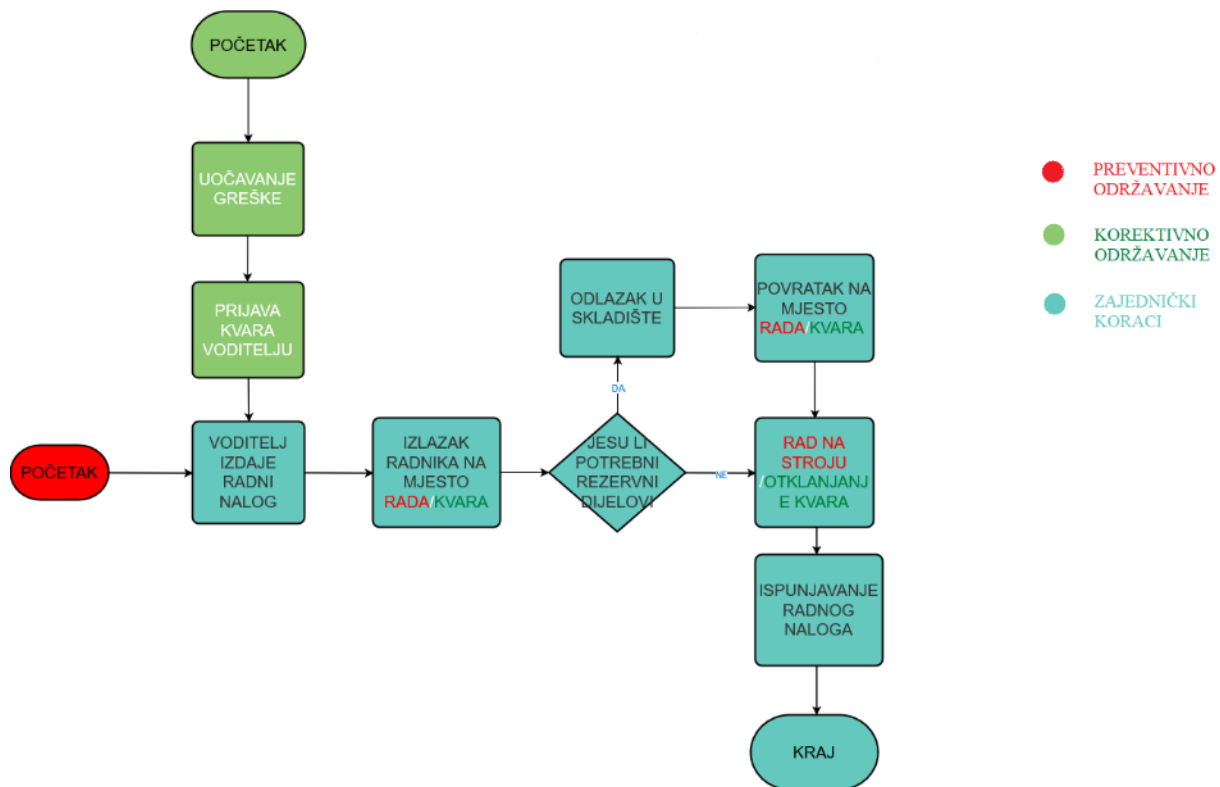 POČETAK
UOČAVANJE
GREŠKE
PRIJAVA
KVARA
VODITELJU
POČETAK
VODITELJ
IZDAJE
RADNI
NALOG
IZLAZAK
RADNIKA NA
MJESTO
RADA/KVARA
JESU LI
POTREBNI
REZERVNI
DIJELOVI
DA
ODLAZAK U
SKLADIŠTE
POVRATAK NA
MJESTO
RADA/KVARA
NE
RAD NA
STROJU
/OTKLANJANJ
E KVARA
ISPUNJAVANJE
RADNOG
NALOGA
KRAJ
PREVENTIVNO
ODRŽAVANJE
KOREKTIVNO
ODRŽAVANJE
ZAJEDNIČKI
KORACI